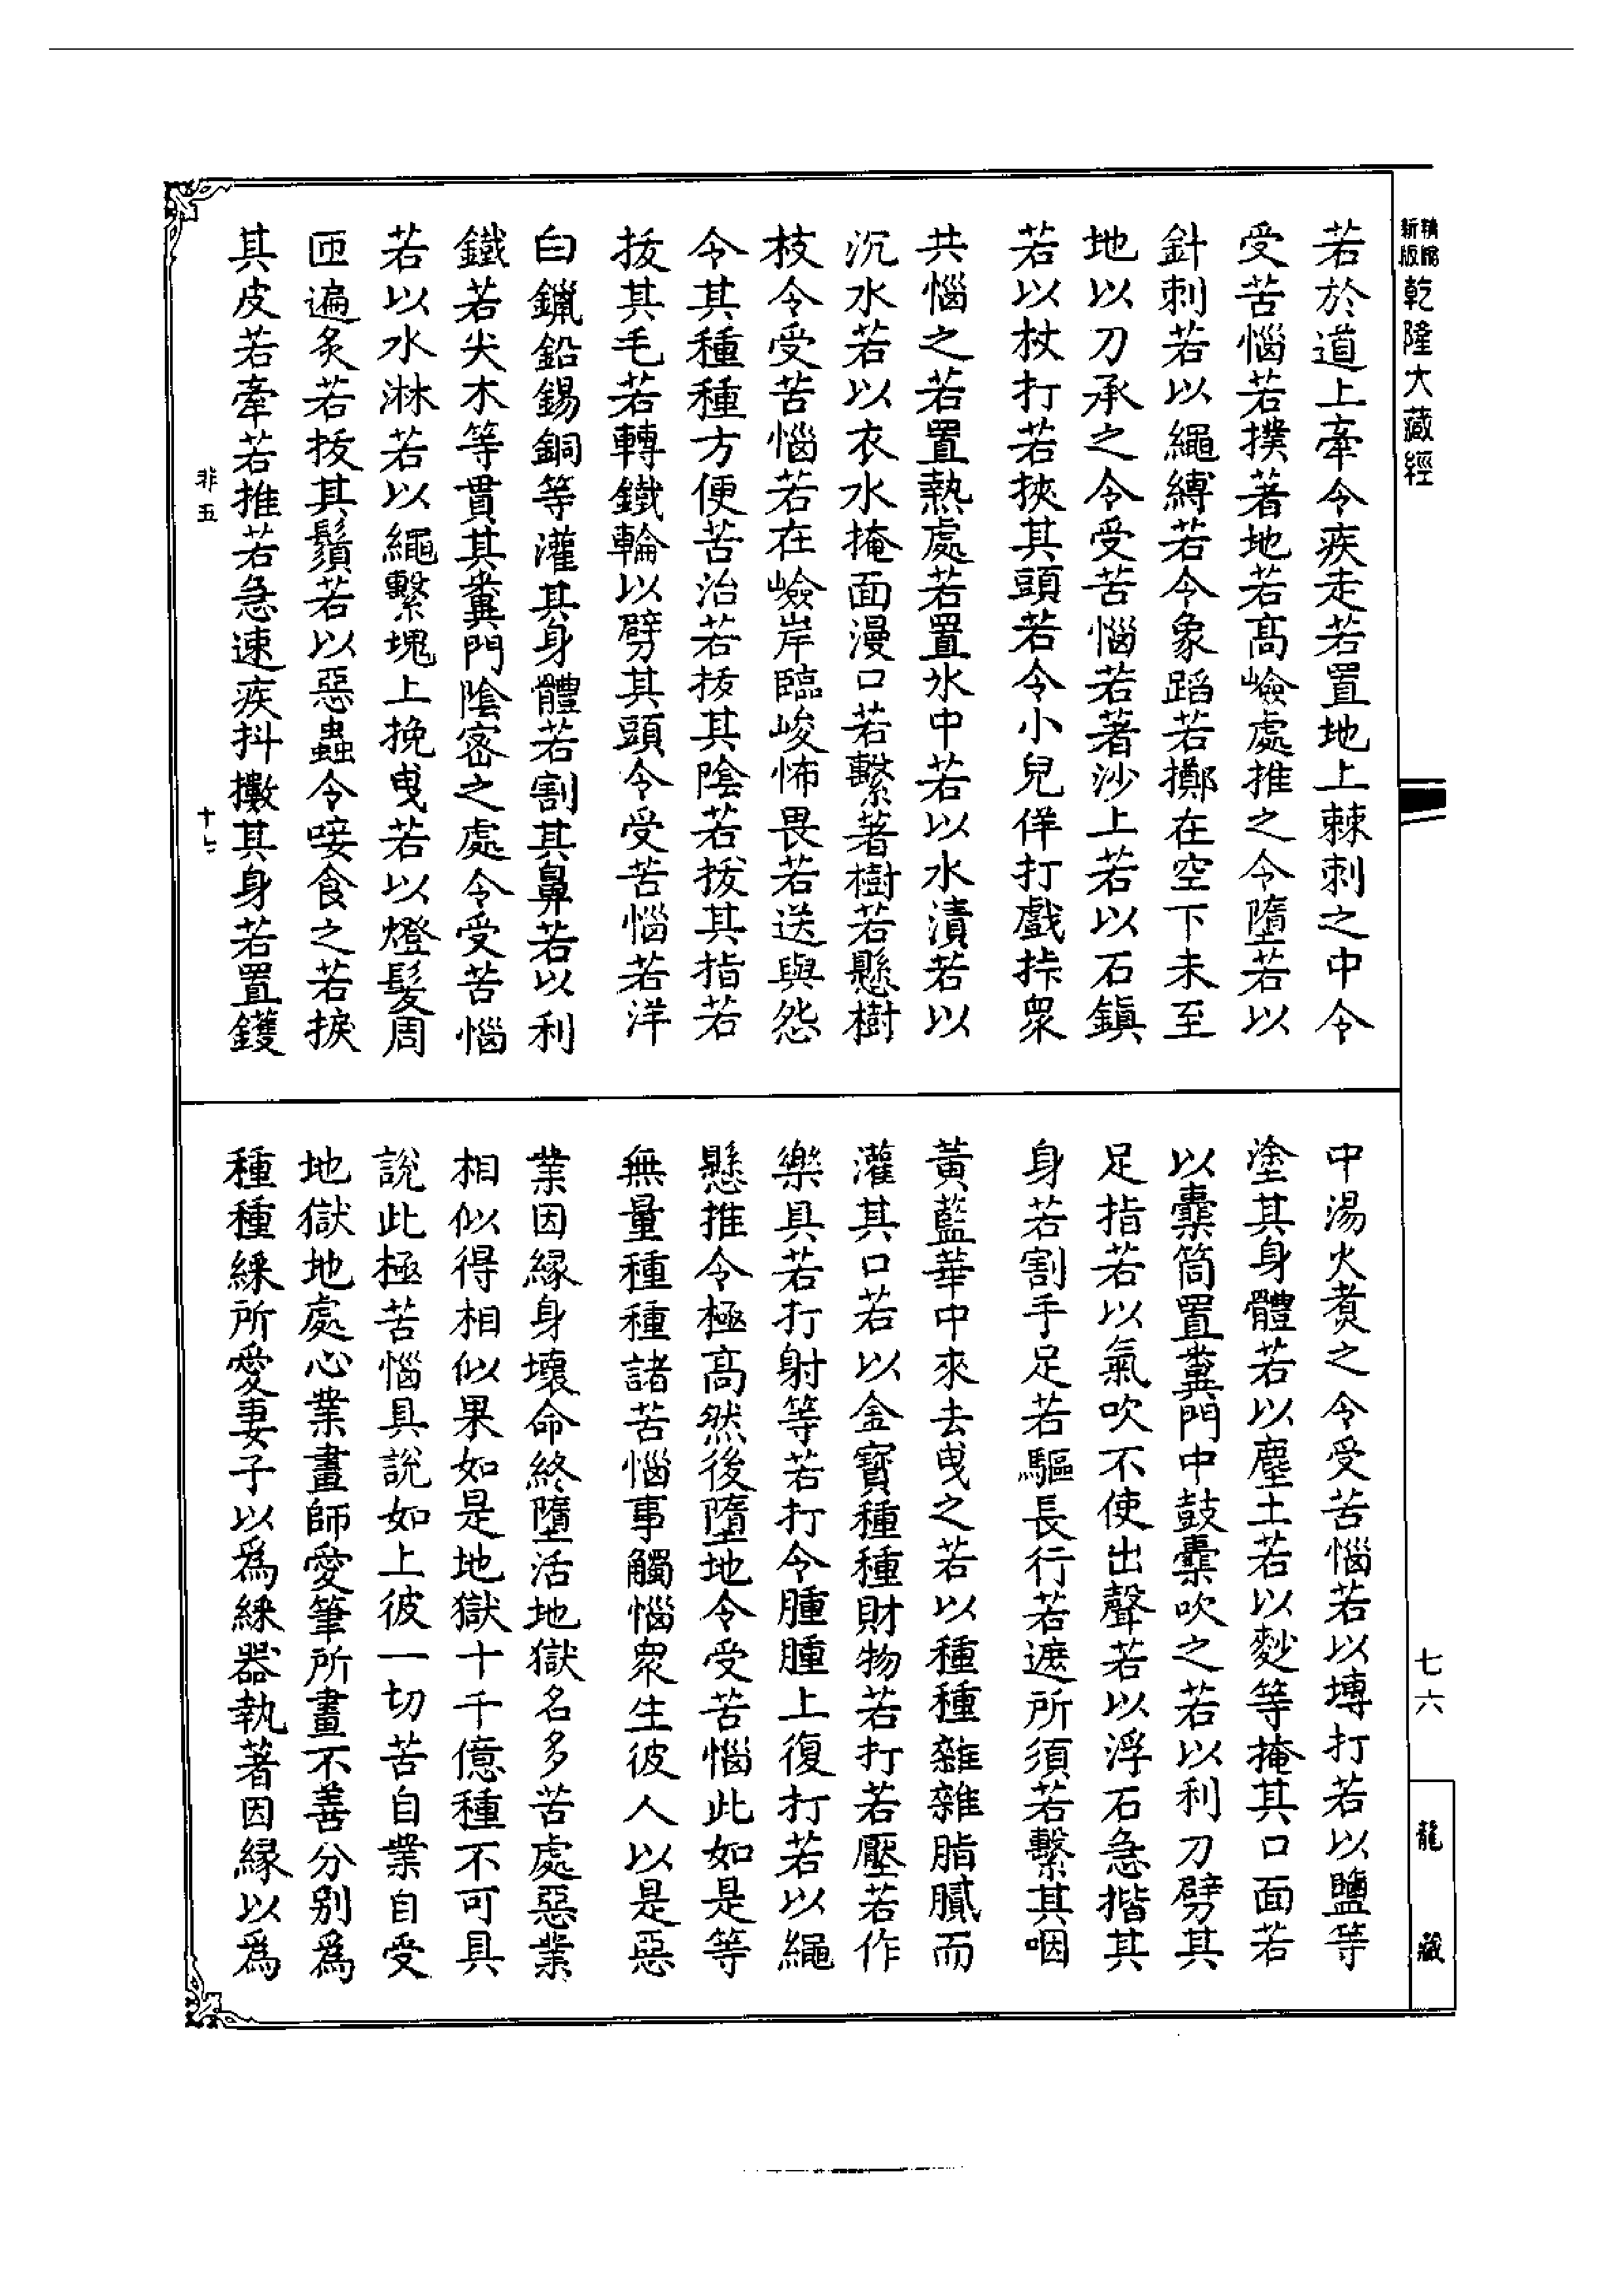 精縮
新版
乾隆大藏經
若於道上牽令疾走若置地上棘刺之中令
受苦惱若撲著地若高嶮處推之令墮若以
針刺若以繩縛若令象蹈若擲在空下未至
地以刀承之令受苦惱若著沙上若以石鎭
若以杖打若挾其頭若令小兒佯打戲挊衆
共惱之若置熱處若置氷中若以水漬若以
沉水若以衣水掩面漫口若繫著樹若懸樹
枝令受苦惱若在嶮岸臨峻怖畏若送與怨
令其種種方便苦治若拔其陰若拔其指若
拔其毛若轉鐵輪以劈其頭令受苦惱若洋
白鑞鉛錫銅等灌其身體若割其鼻若以利
鐵若尖木等貫其糞門陰密之處令受苦惱
若以水淋若以繩繫塊上挽曳若以燈髮周
匝遍炙若拔其鬚若以惡蟲令唼食之若捩
其皮若牽若推若急速疾抖擻其身若置鑊
非五
十七
中湯火煑之令受苦惱若以塼打若以鹽等
塗其身體若以塵土若以麨等掩其口面若
以橐筒置糞門中鼓橐吹之若以利刀劈其
足指若以氣吹不使出聲若以浮石急揩其
身若割手足若驅長行若遮所須若繫其咽
黃藍華中來去曳之若以種種雜雜脂膩而
灌其口若以金寶種種財物若打若壓若作
樂具若打射等若打令腫腫上復打若以繩
懸推令極高然後墮地令受苦惱此如是等
無量種種諸苦惱事觸惱衆生彼人以是惡
業因緣身壞命終墮活地獄名多苦處惡業
相似得相似果如是地獄十千億種不可具
說此極苦惱具說如上彼一切苦自業自受
地獄地處心業畫師愛筆所畫不善分別爲
種種綵所愛妻子以爲綵器執著因緣以爲
七六
龍藏